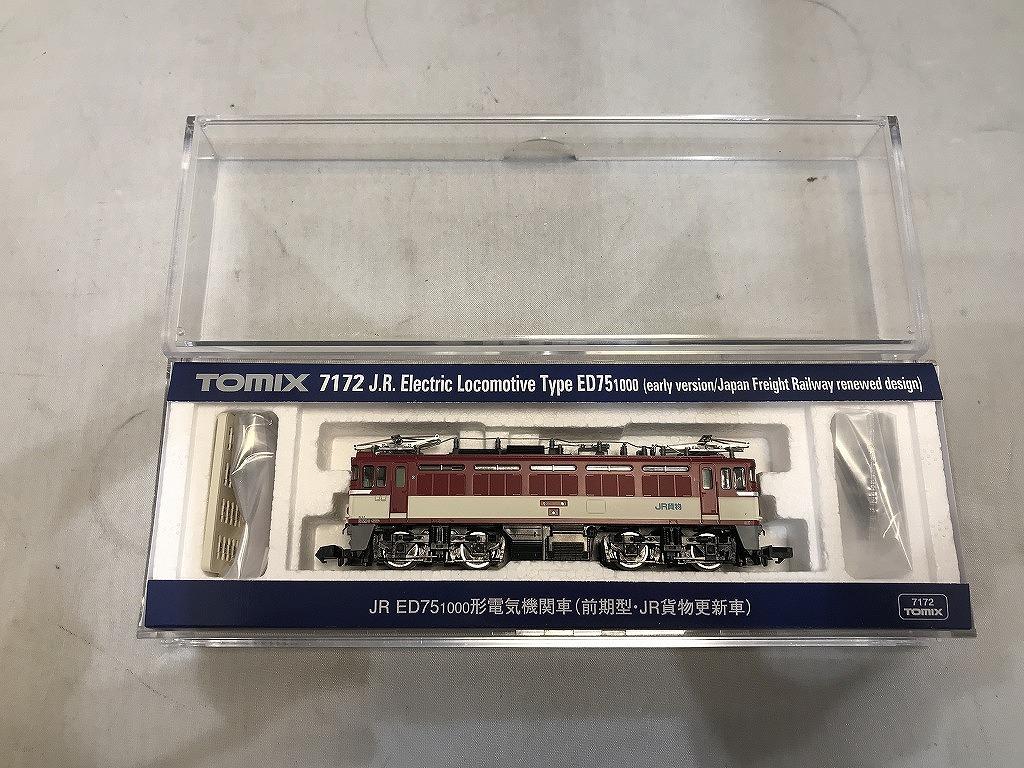 TOMIX 7172 J.R. Electric Locomotive Type ED751000 (early version/Japan Freight Railway renewed design)
JR貨物
JR ED751000形電気機関車(前期型・JR貨物更新車)
7172
TOMIX